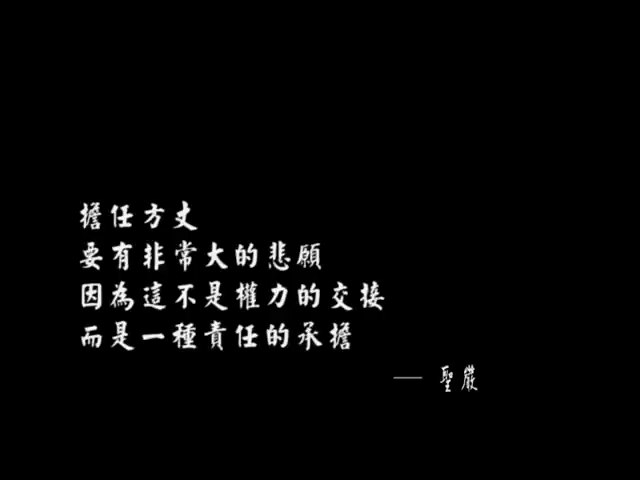 擔任方丈
要有非常大的悲願
因為這不是權力的交接
而是一種責任的承擔
── 聖嚴